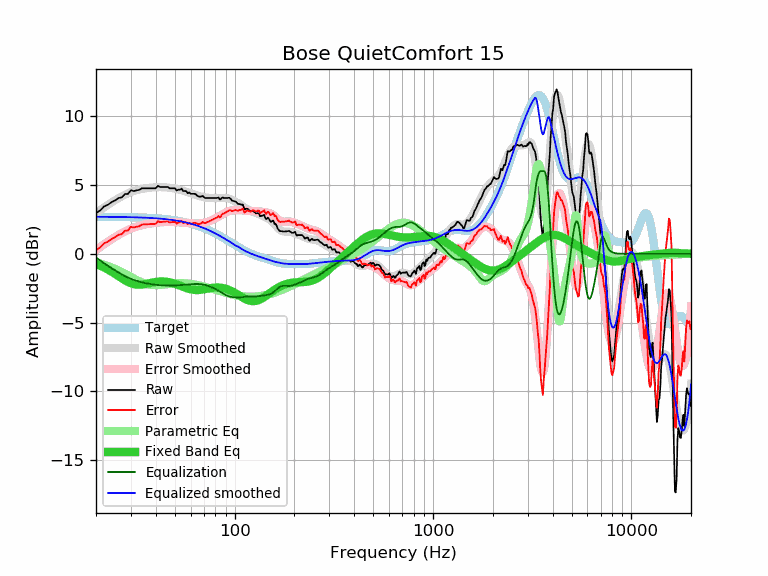 Bose QuietComfort 15
Amplitude (dBr)
10
5
0
−5
−10
−15
Target
Raw Smoothed
Error Smoothed
Raw
Error
Parametric Eq
Fixed Band Eq
Equalization
Equalized smoothed
100
1000
10000
Frequency (Hz)